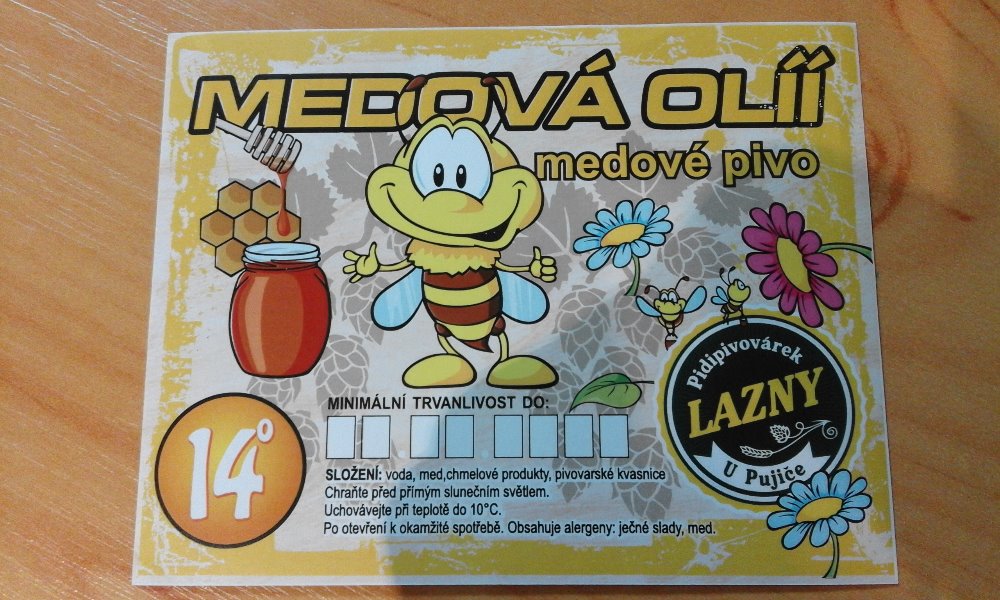 MEDOVÁ OLÍÍ
medové pivo
Pidipivovárek
LAZNY
U Pujiče
14°
MINIMÁLNÍ TRVANLIVOST DO:
SLOŽENÍ: voda, med,chmelové produkty, pivovarské kvasnice
Chraňte před přímým slunečním světlem.
Uchovávejte při teplotě do 10°C.
Po otevření k okamžité spotřebě. Obsahuje alergeny: ječné slady, med.